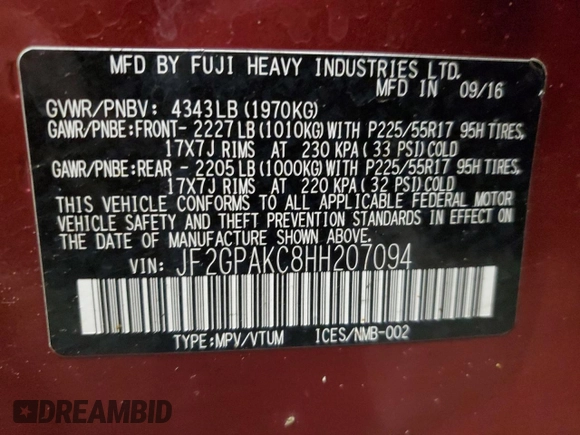 MFD BY FUJI HEAVY INDUSTRIES LTD.
MFD IN 09/16
GVWR/PNBV: 4343LB (1970KG)
GAWR/PNBE:FRONT- 2227LB (1010KG) WITH P225/55R17 95H TIRES,
17X7J RIMS AT 230 KPA (33 PSI) COLD
GAWR/PNBE:REAR - 2205LB (1000KG) WITH P225/55R17 95H TIRES,
17X7J RIMS AT 220 KPA (32 PSI) COLD
THIS VEHICLE CONFORMS TO ALL APPLICABLE FEDERAL MOTOR
VEHICLE SAFETY AND THEFT PREVENTION STANDARDS IN EFFECT ON
THE DATE OF MANUFACTURE SHOWN ABOVE.
VIN: JF2GPAKC8HH207094
TYPE:MPV/VTUM ICES/NMB-002
DREAMBID